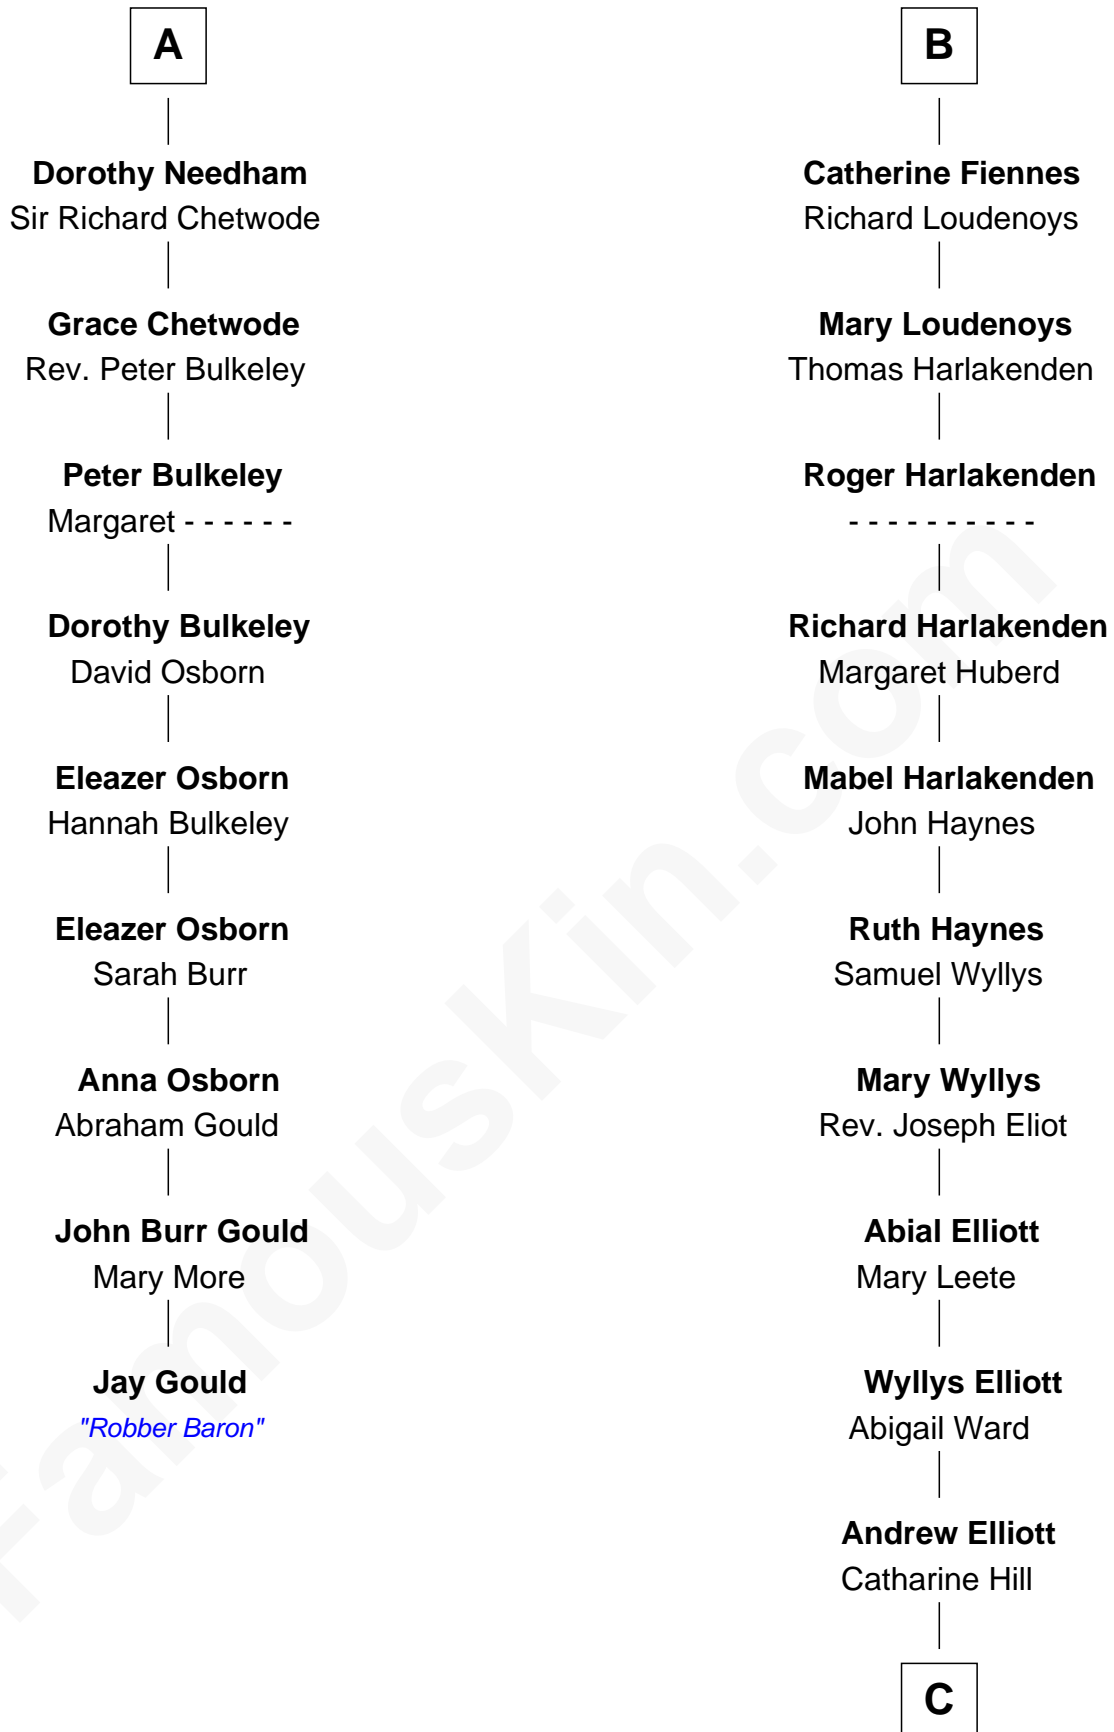 A
Dorothy Needham
Sir Richard Chetwode
Grace Chetwode
Rev. Peter Bulkeley
Peter Bulkeley
Margaret - - - - - -
Dorothy Bulkeley
David Osborn
Eleazer Osborn
Hannah Bulkeley
Eleazer Osborn
Sarah Burr
Anna Osborn
Abraham Gould
John Burr Gould
Mary More
Jay Gould
"Robber Baron"
B
Catherine Fiennes
Richard Loudenoys
Mary Loudenoys
Thomas Harlakenden
Roger Harlakenden
- - - - - - - - - -
Richard Harlakenden
Margaret Huberd
Mabel Harlakenden
John Haynes
Ruth Haynes
Samuel Wyllys
Mary Wyllys
Rev. Joseph Eliot
Abial Elliott
Mary Leete
Wyllys Elliott
Abigail Ward
Andrew Elliott
Catharine Hill
C
FamousKin.com